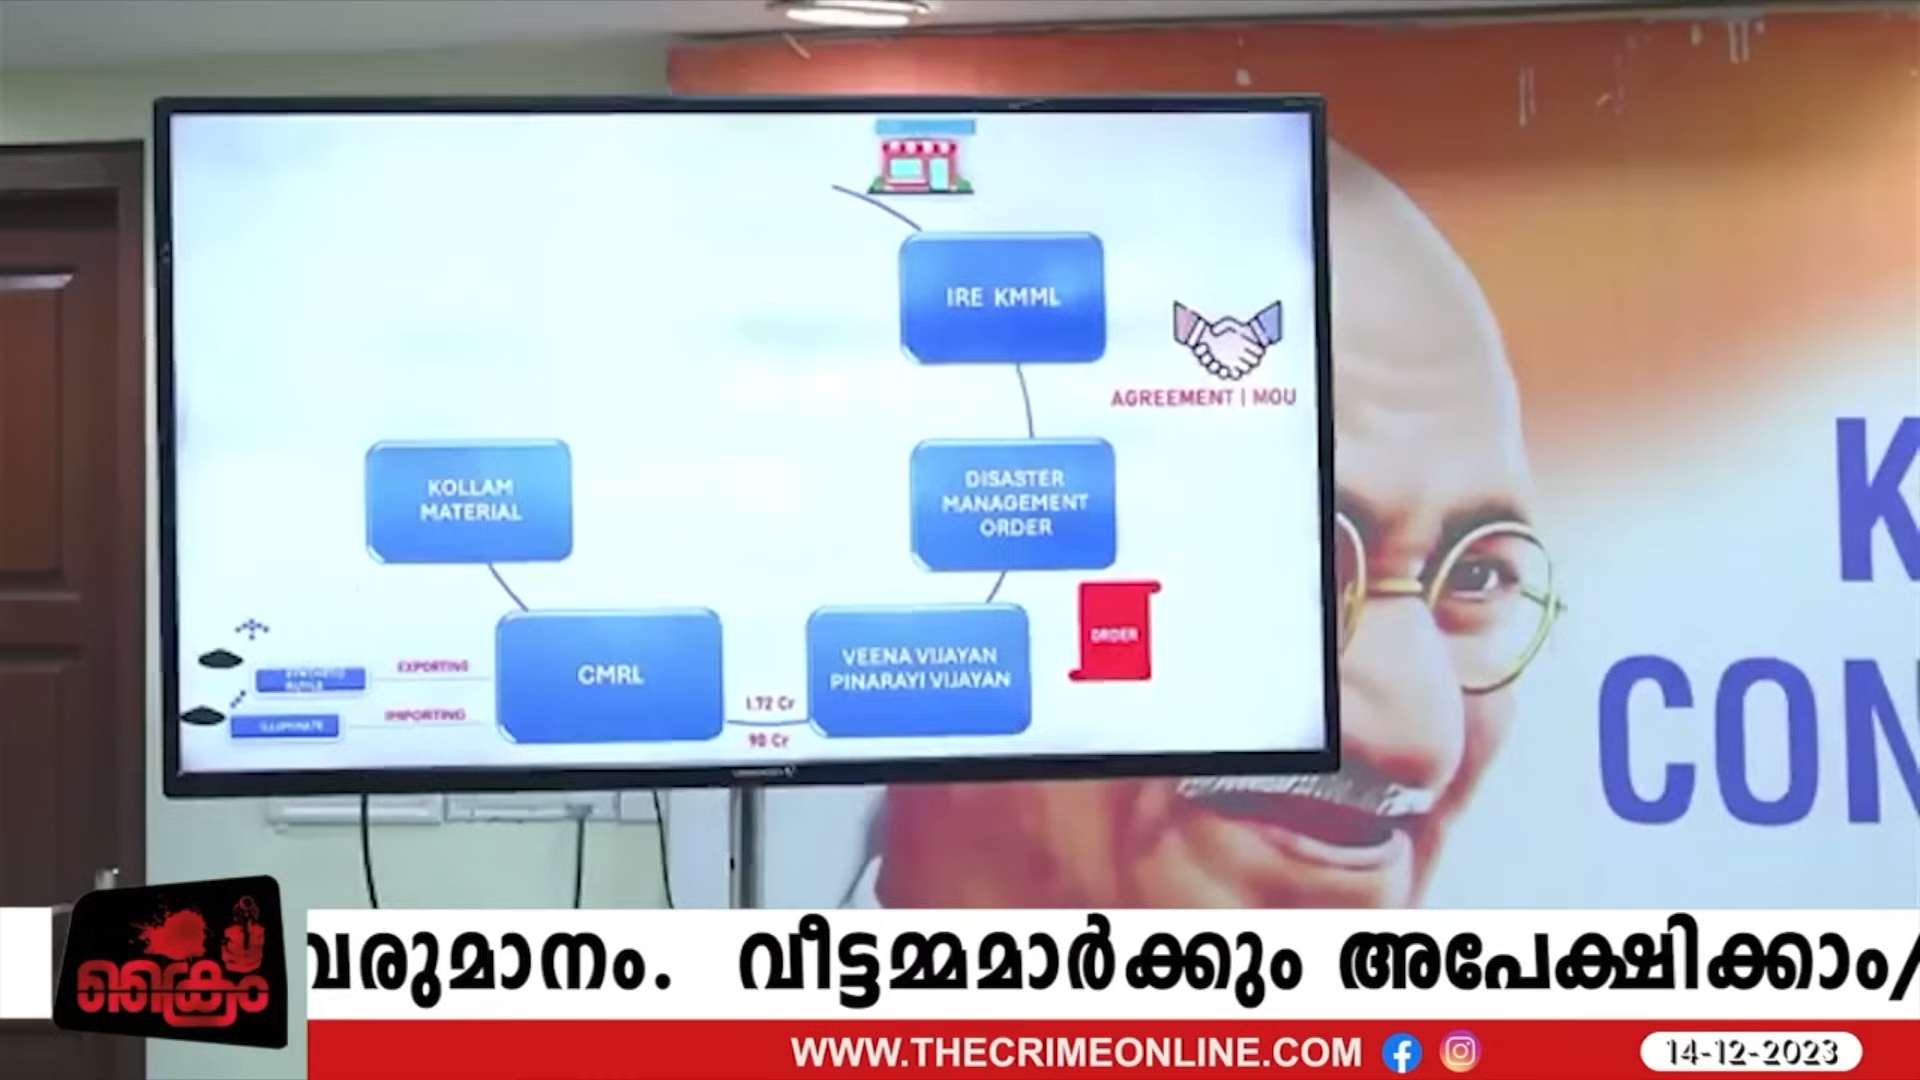 IRE KMML
AGREEMENT | MOU
KOLLAM
MATERIAL
DISASTER
MANAGEMENT
ORDER
ORDER
EXPORTING
CMRL
VEENA VIJAYAN
PINARAYI VIJAYAN
1.72 Cr
IMPORTING
ILLUMINATE
90 Cr
K
CON
ക്രൈം
വരുമാനം. വീട്ടമ്മമാർക്കും അപേക്ഷിക്കാം/
WWW.THECRIMEONLINE.COM
14-12-2023